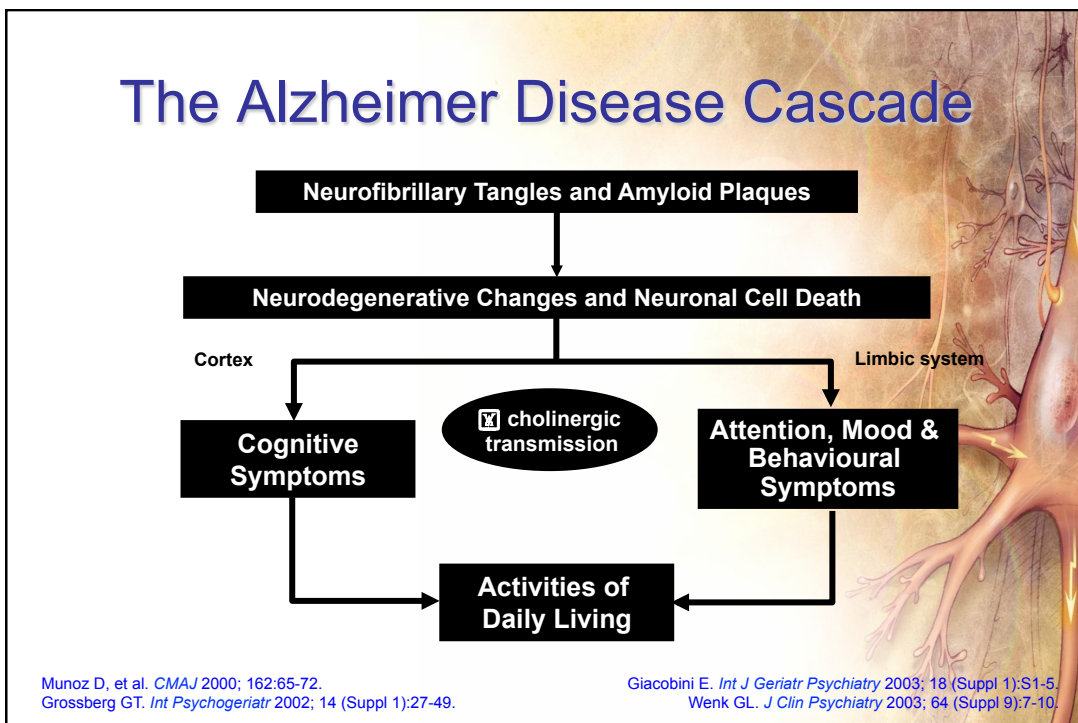 The Alzheimer Disease Cascade
Neurofibrillary Tangles and Amyloid Plaques
Neurodegenerative Changes and Neuronal Cell Death
Cortex
Limbic system
cholinergic
transmission
Cognitive
Symptoms
Attention, Mood &
Behavioural
Symptoms
Activities of
Daily Living
Munoz D, et al. CMAJ 2000; 162:65-72.
Grossberg GT. Int Psychogeriatr 2002; 14 (Suppl 1):27-49.
Giacobini E. Int J Geriatr Psychiatry 2003; 18 (Suppl 1):S1-5.
Wenk GL. J Clin Psychiatry 2003; 64 (Suppl 9):7-10.